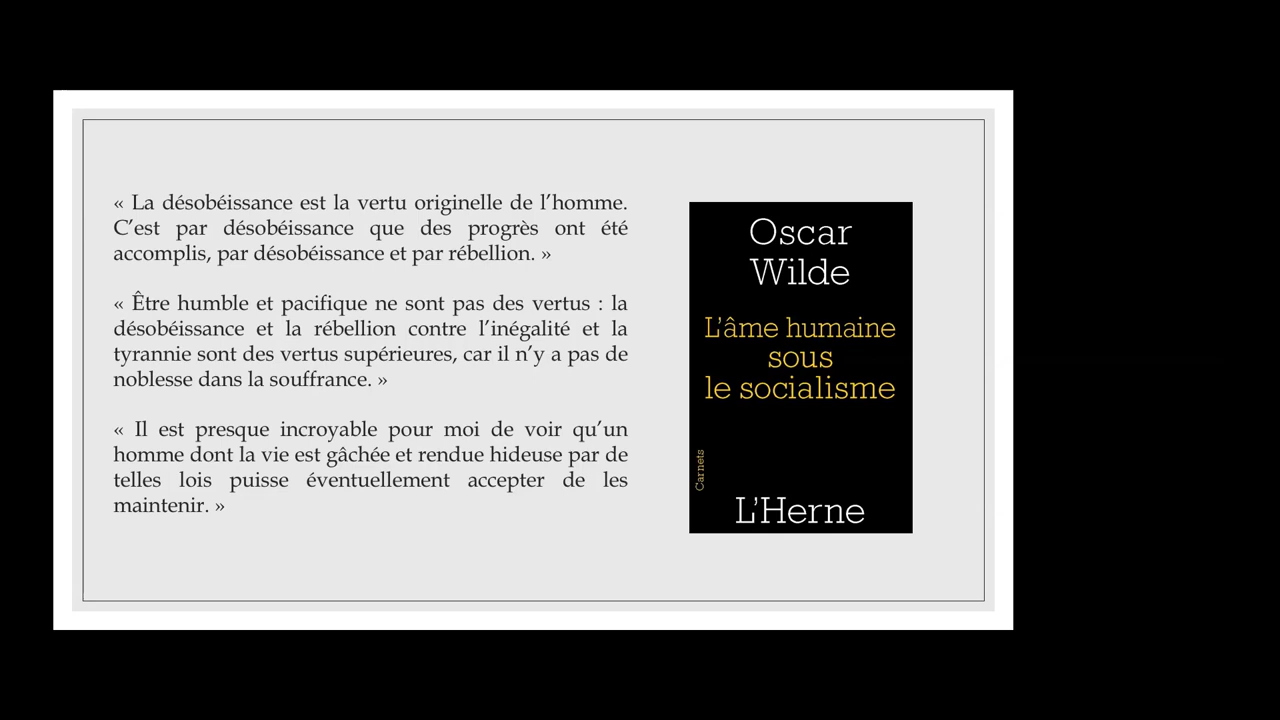 « La désobéissance est la vertu originelle de l’homme.
C’est par désobéissance que des progrès ont été
accomplis, par désobéissance et par rébellion. »
« Être humble et pacifique ne sont pas des vertus : la
désobéissance et la rébellion contre l’inégalité et la
tyrannie sont des vertus supérieures, car il n’y a pas de
noblesse dans la souffrance. »
« Il est presque incroyable pour moi de voir qu’un
homme dont la vie est gâchée et rendue hideuse par de
telles lois puisse éventuellement accepter de les
maintenir. »
Oscar
Wilde
L’âme humaine
sous
le socialisme
Carnets
L’Herne